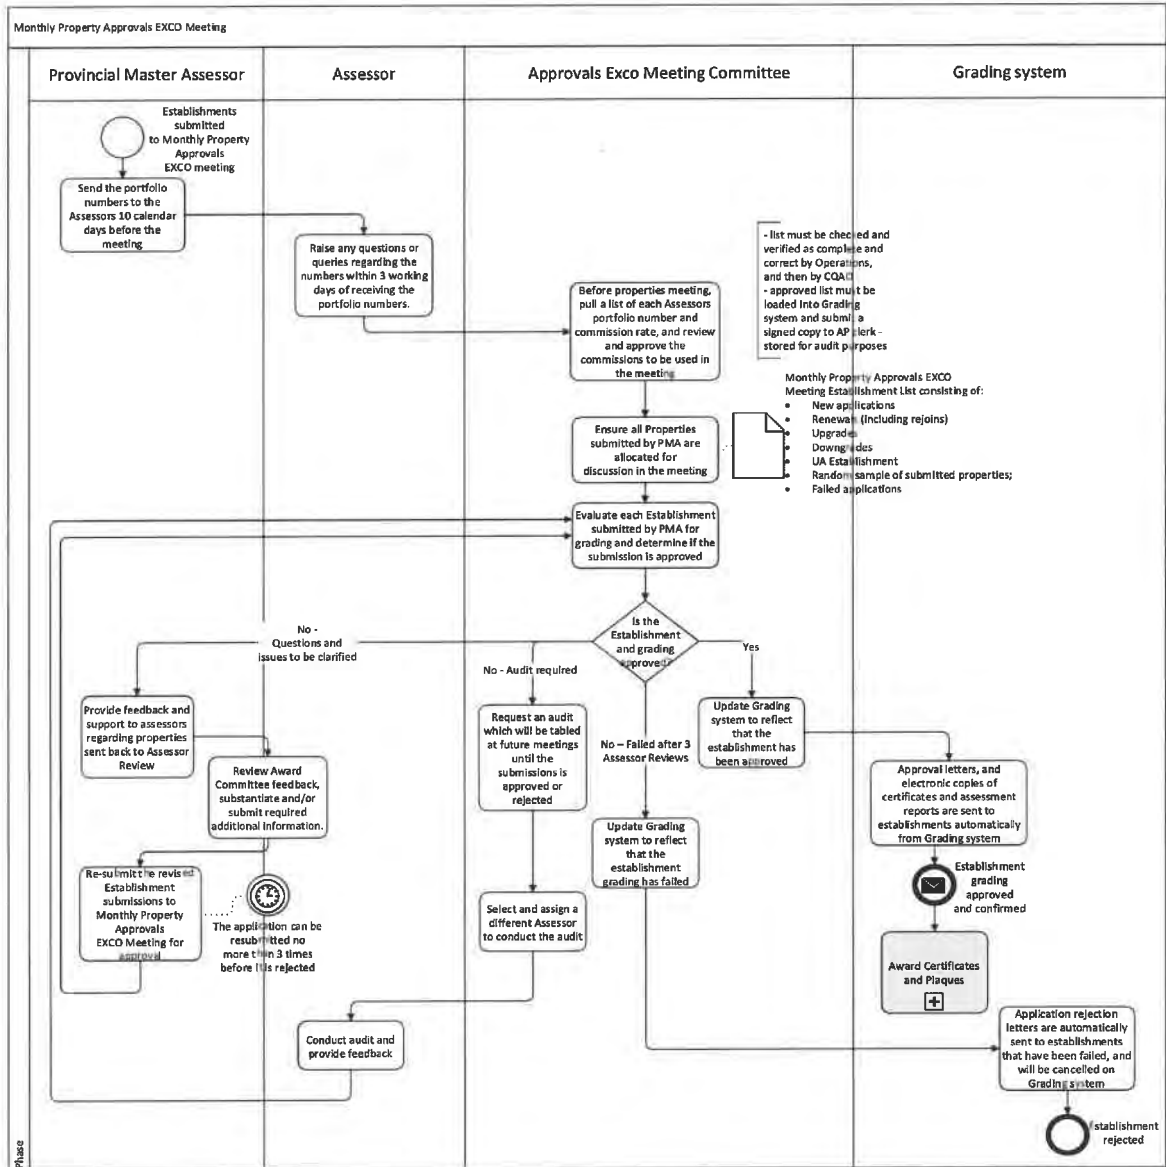 Monthly Property Approvals EXCO Meeting
Provincial Master Assessor
Assessor
Approvals Exco Meeting Committee
Grading system
Establishments
submitted
to Monthly Property
Approvals
EXCO meeting
Send the portfolio
numbers to the
Assessors 10 calendar
days before the
meeting
Raise any questions or
queries regarding the
numbers within 3 working
days of receiving the
portfolio numbers.
Before properties meeting,
pull a list of each Assessors
portfolio number and
commission rate, and review
and approve the
commissions to be used in
the meeting
- list must be checked and
verified as complete and
correct by Operations,
and then by CQAO
- approved list must be
loaded into Grading
system and submit a
signed copy to AP clerk -
stored for audit purposes
Monthly Property Approvals EXCO
Meeting Establishment List consisting of:
• New applications
• Renewals (including rejoins)
• Upgrades
• Downgrades
• UA Establishment
• Random sample of submitted properties;
• Failed applications
Ensure all Properties
submitted by PMA are
allocated for
discussion in the meeting
Evaluate each Establishment
submitted by PMA for
grading and determine if the
submission is approved
Is the
Establishment
and grading
approved?
No -
Questions and
issues to be clarified
No - Audit required
No – Failed after 3
Assessor Reviews
Yes
Provide feedback and
support to assessors
regarding properties
sent back to Assessor
Review
Review Award
Committee feedback,
substantiate and/or
submit required
additional information.
Re-submit the revised
Establishment
submissions to
Monthly Property
Approvals
EXCO Meeting for
approval
The application can be
resubmitted no
more than 3 times
before it is rejected
Request an audit
which will be tabled
at future meetings
until the
submissions is
approved or
rejected
Select and assign a
different Assessor
to conduct the audit
Conduct audit and
provide feedback
Update Grading
system to reflect
that the
establishment
grading has failed
Update Grading
system to reflect
that the
establishment has
been approved
Approval letters, and
electronic copies of
certificates and assessment
reports are sent to
establishments automatically
from Grading system
Establishment
grading
approved
and confirmed
Award Certificates
and Plaques
Application rejection
letters are automatically
sent to establishments
that have been failed, and
will be cancelled on
Grading system
Establishment
rejected
Phase